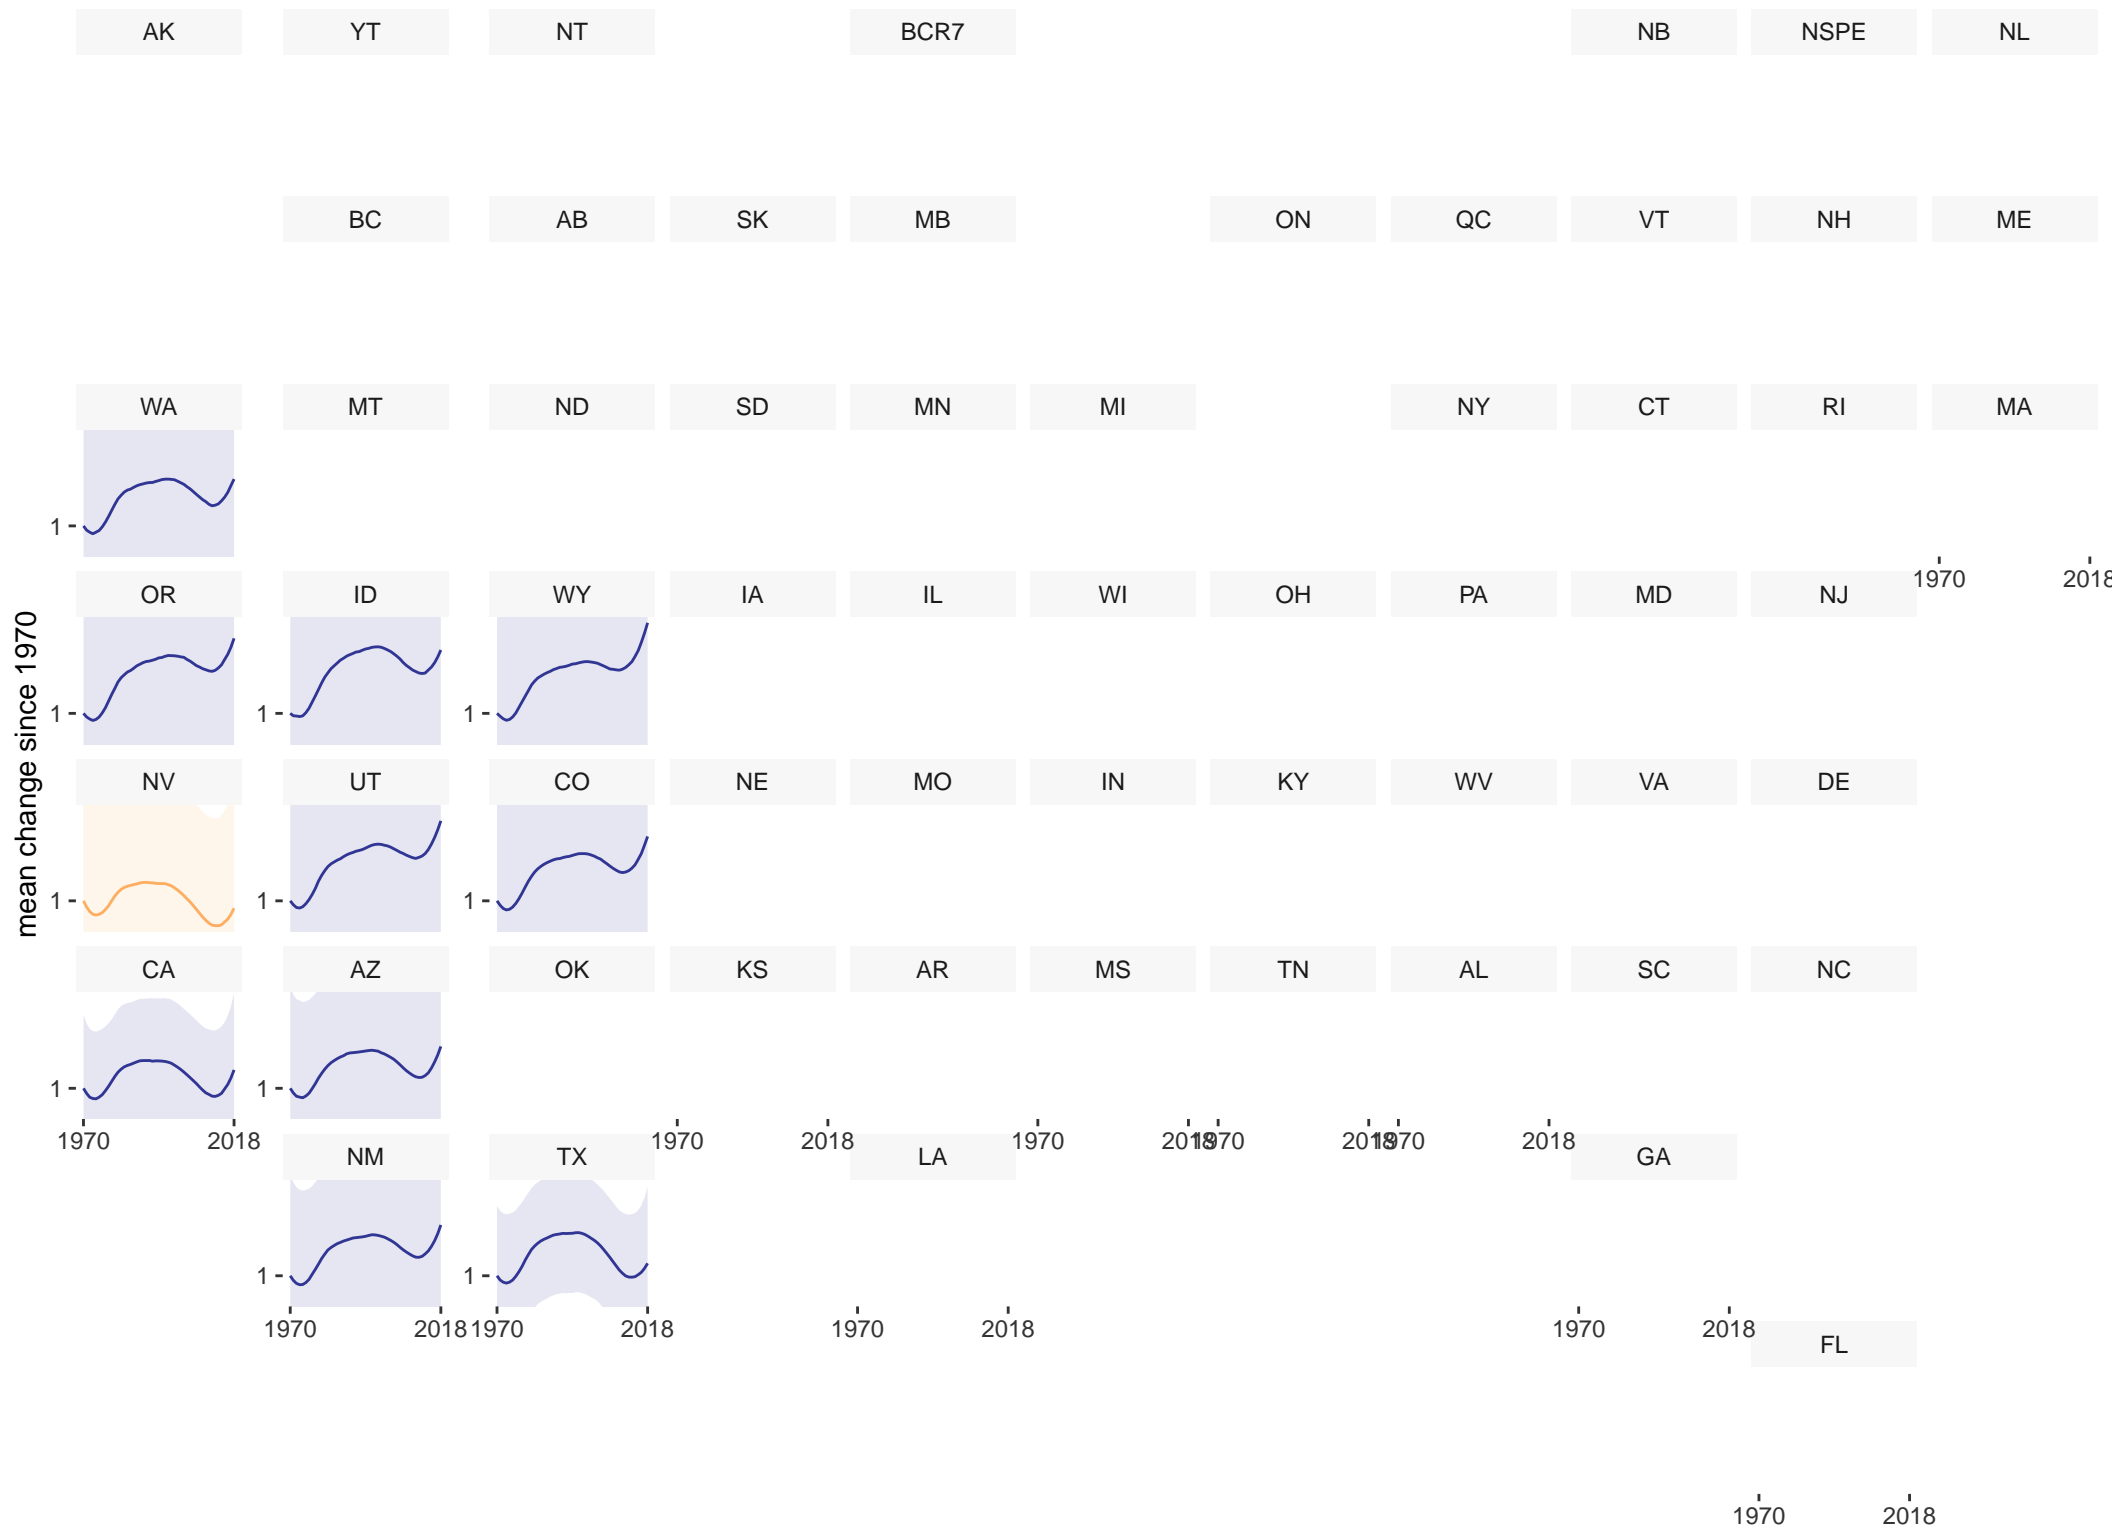 AK YT NT BCR7 NB NSPE NL
BC AB SK MB ON QC VT NH ME
WA MT ND SD MN MI NY CT RI MA
1
1970 2018
OR ID WY IA IL WI OH PA MD NJ
1 1 1
mean change since 1970
NV UT CO NE MO IN KY WV VA DE
1 1 1
CA AZ OK KS AR MS TN AL SC NC
1 1
1970 2018 1970 2018 1970 2018 1970 2018 1970 2018
NM TX LA GA
1 1
1970 2018 1970 2018 1970 2018 1970 2018
FL
1970 2018